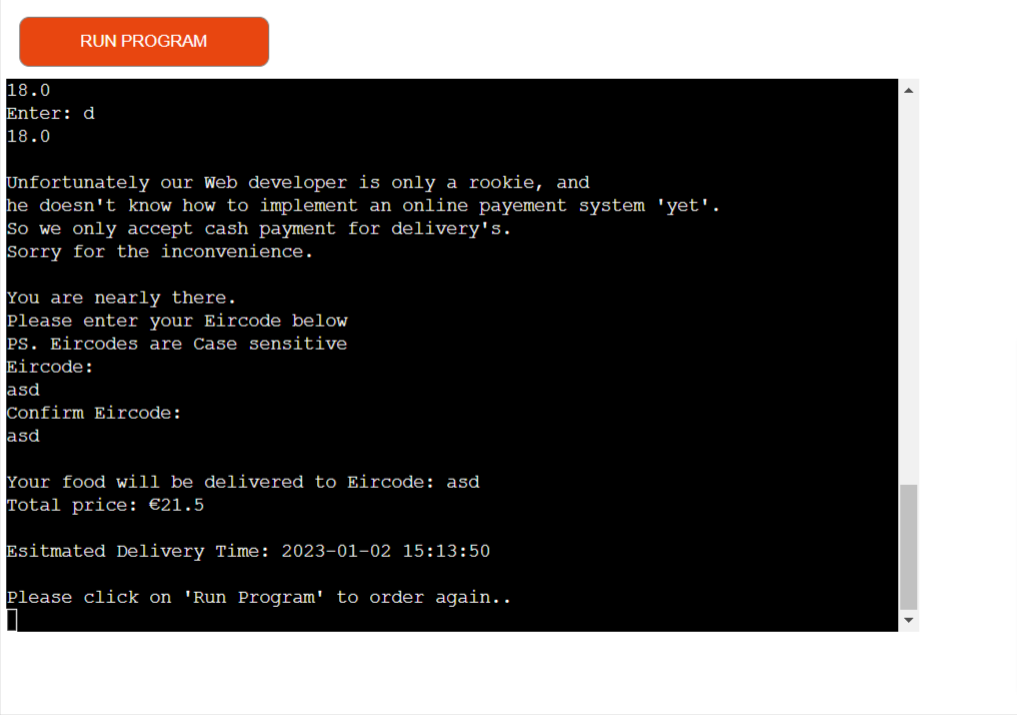 RUN PROGRAM
18.0
Enter: d
18.0
Unfortunately our Web developer is only a rookie, and
he doesn't know how to implement an online payement system 'yet'.
So we only accept cash payment for delivery's.
Sorry for the inconvenience.
You are nearly there.
Please enter your Eircode below
PS. Eircodes are Case sensitive
Eircode:
asd
Confirm Eircode:
asd
Your food will be delivered to Eircode: asd
Total price: €21.5
Esitmated Delivery Time: 2023-01-02 15:13:50
Please click on 'Run Program' to order again..